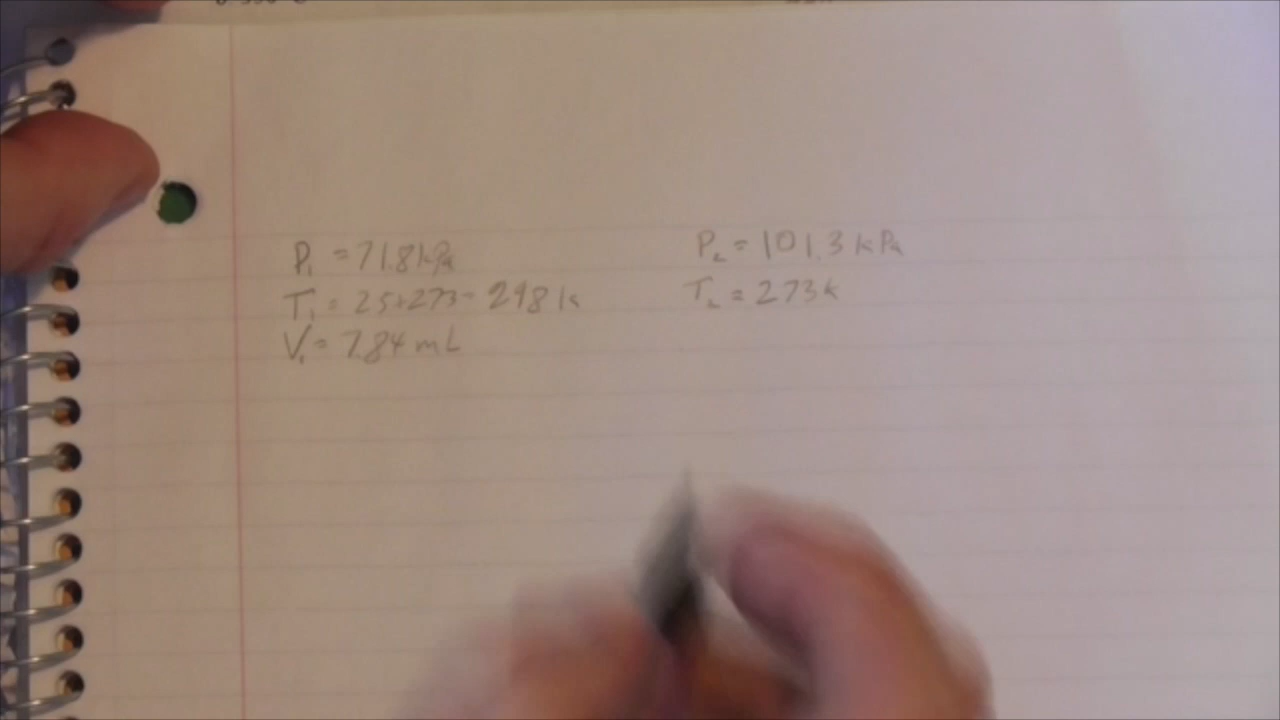 P₁ = 71.8 kPa
T₁ = 25+273 = 298 k
V₁ = 7.84 mL
P₂ = 101.3 kPa
T₂ = 273 k